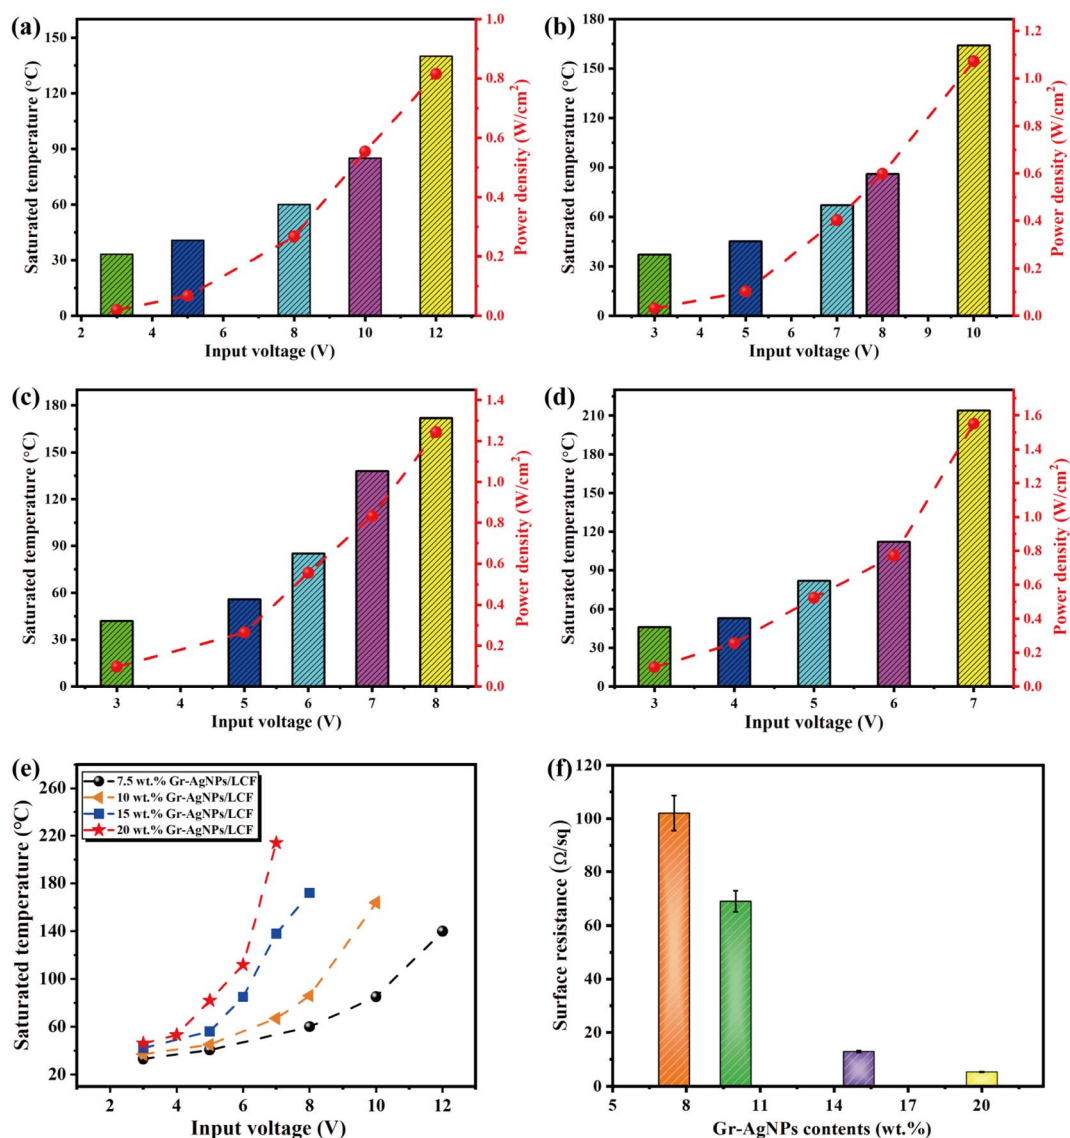 (a)
Saturated temperature (°C)
150
120
90
60
30
0
2 4 6 8 10 12
Input voltage (V)
1.0
0.8
0.6
0.4
0.2
0.0
Power density (W/cm²)
(b)
Saturated temperature (°C)
180
150
120
90
60
30
0
3 4 5 6 7 8 9 10
Input voltage (V)
1.2
1.0
0.8
0.6
0.4
0.2
0.0
Power density (W/cm²)
(c)
Saturated temperature (°C)
180
150
120
90
60
30
0
3 4 5 6 7 8
Input voltage (V)
1.4
1.2
1.0
0.8
0.6
0.4
0.2
0.0
Power density (W/cm²)
(d)
Saturated temperature (°C)
210
180
150
120
90
60
30
0
3 4 5 6 7
Input voltage (V)
1.6
1.4
1.2
1.0
0.8
0.6
0.4
0.2
0.0
Power density (W/cm²)
(e)
7.5 wt.% Gr-AgNPs/LCF
10 wt.% Gr-AgNPs/LCF
15 wt.% Gr-AgNPs/LCF
20 wt.% Gr-AgNPs/LCF
Saturated temperature (°C)
260
220
180
140
100
60
20
2 4 6 8 10 12
Input voltage (V)
(f)
Surface resistance (Ω/sq)
120
100
80
60
40
20
0
5 8 11 14 17 20
Gr-AgNPs contents (wt.%)